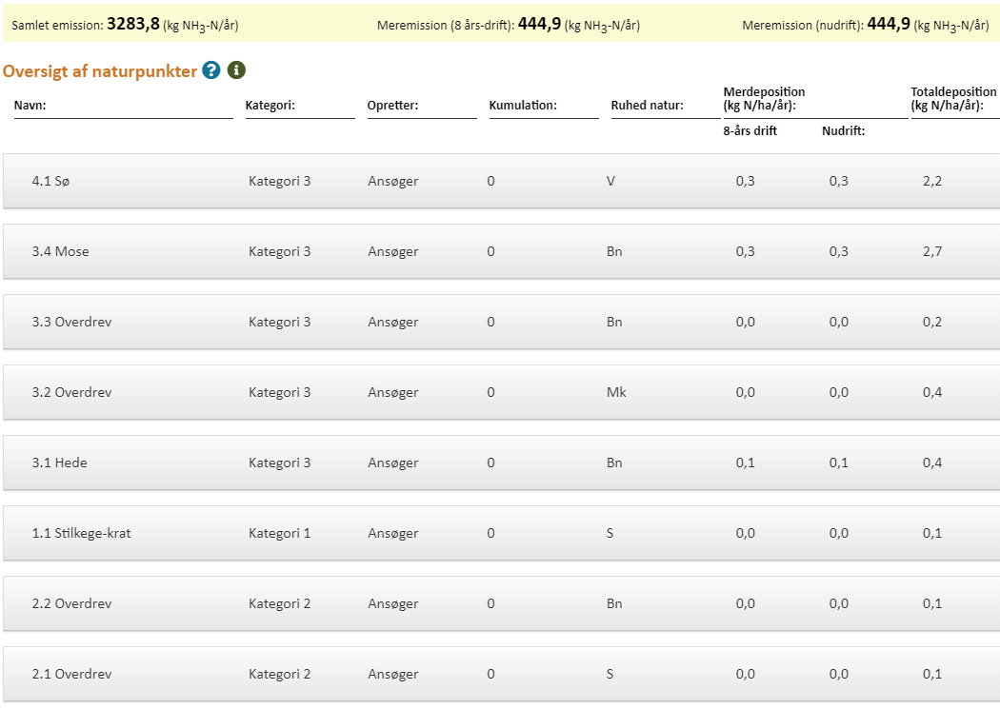 Samlet emission: 3283,8 (kg NH3-N/år) Meremission (8 års-drift): 444,9 (kg NH3-N/år) Meremission (nudrift): 444,9 (kg NH3-N/år)
Oversigt af naturpunkter ? i
Navn: Kategori: Opretter: Kumulation: Ruhed natur: Merdeposition (kg N/ha/år): Totaldeposition (kg N/ha/år):
8-års drift Nudrift:
4.1 Sø Kategori 3 Ansøger 0 V 0,3 0,3 2,2
3.4 Mose Kategori 3 Ansøger 0 Bn 0,3 0,3 2,7
3.3 Overdrev Kategori 3 Ansøger 0 Bn 0,0 0,0 0,2
3.2 Overdrev Kategori 3 Ansøger 0 Mk 0,0 0,0 0,4
3.1 Hede Kategori 3 Ansøger 0 Bn 0,1 0,1 0,4
1.1 Stilkege-krat Kategori 1 Ansøger 0 S 0,0 0,0 0,1
2.2 Overdrev Kategori 2 Ansøger 0 Bn 0,0 0,0 0,1
2.1 Overdrev Kategori 2 Ansøger 0 S 0,0 0,0 0,1